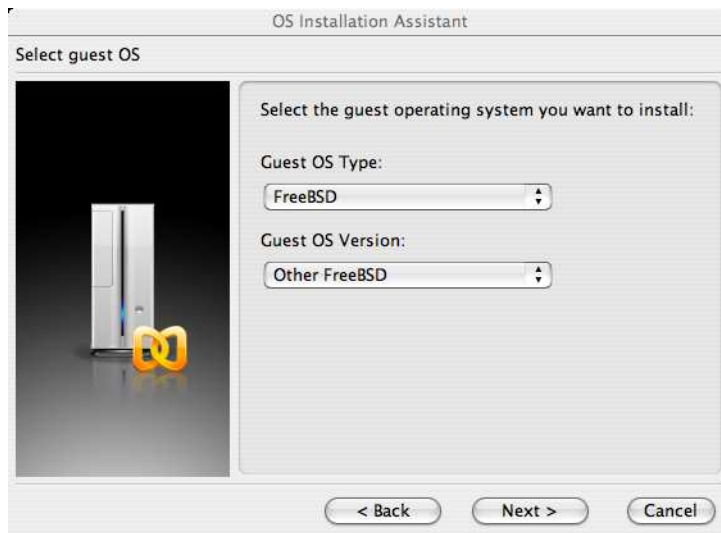 OS Installation Assistant
Select guest OS
Select the guest operating system you want to install:
Guest OS Type:
FreeBSD
Guest OS Version:
Other FreeBSD
< Back
Next >
Cancel